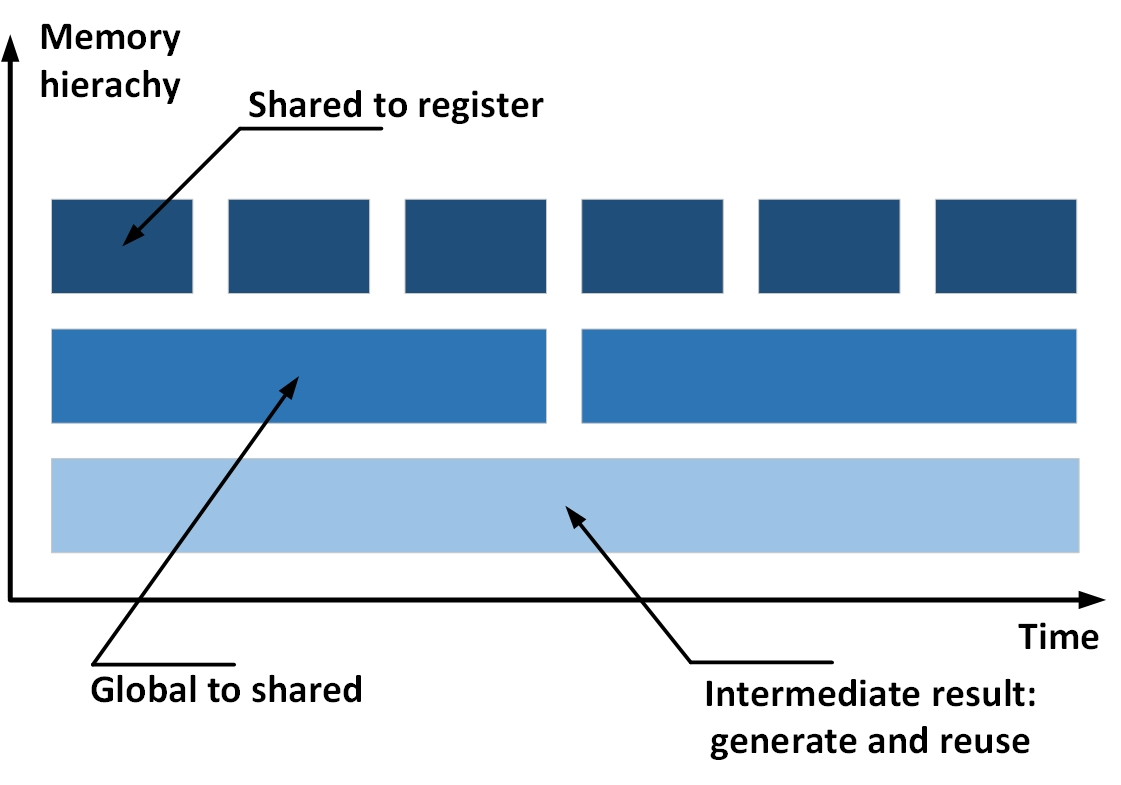 Memory
hierachy
Shared to register
Time
Global to shared
Intermediate result:
generate and reuse